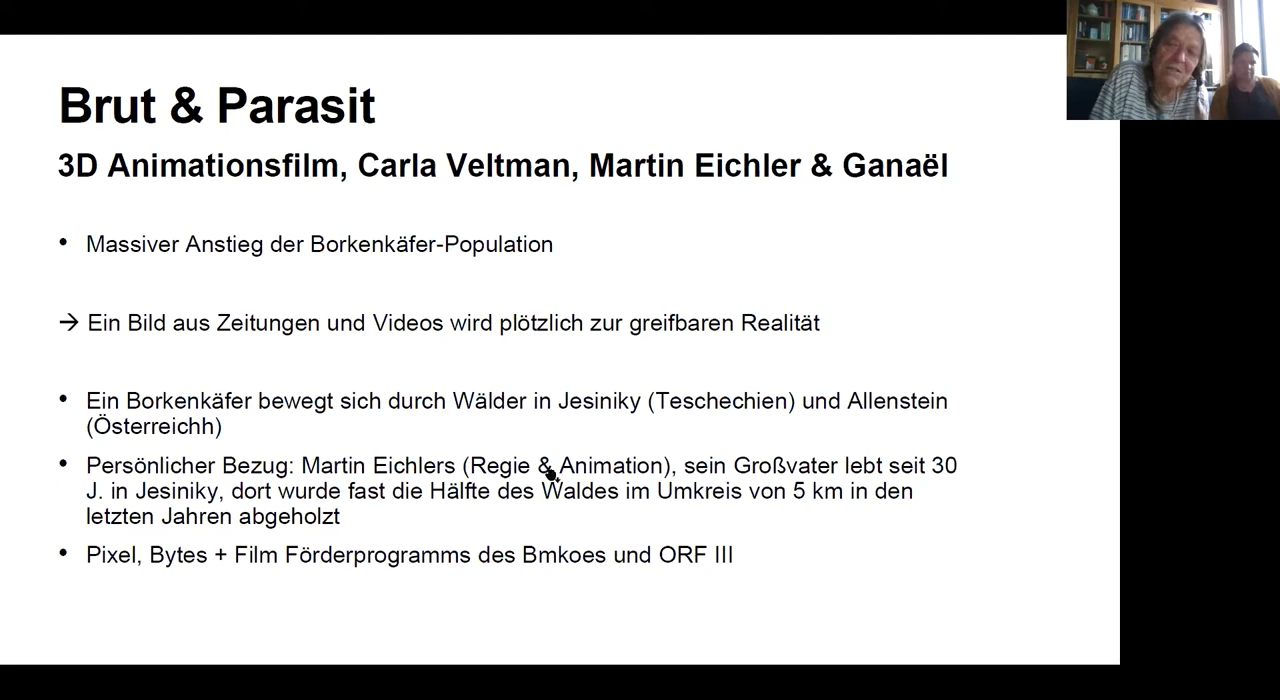 Brut & Parasit
3D Animationsfilm, Carla Veltman, Martin Eichler & Ganaël
• Massiver Anstieg der Borkenkäfer-Population
→ Ein Bild aus Zeitungen und Videos wird plötzlich zur greifbaren Realität
• Ein Borkenkäfer bewegt sich durch Wälder in Jesiniky (Teschechien) und Allenstein
(Österreichh)
• Persönlicher Bezug: Martin Eichlers (Regie & Animation), sein Großvater lebt seit 30
J. in Jesiniky, dort wurde fast die Hälfte des Waldes im Umkreis von 5 km in den
letzten Jahren abgeholzt
• Pixel, Bytes + Film Förderprogramms des Bmkoes und ORF III